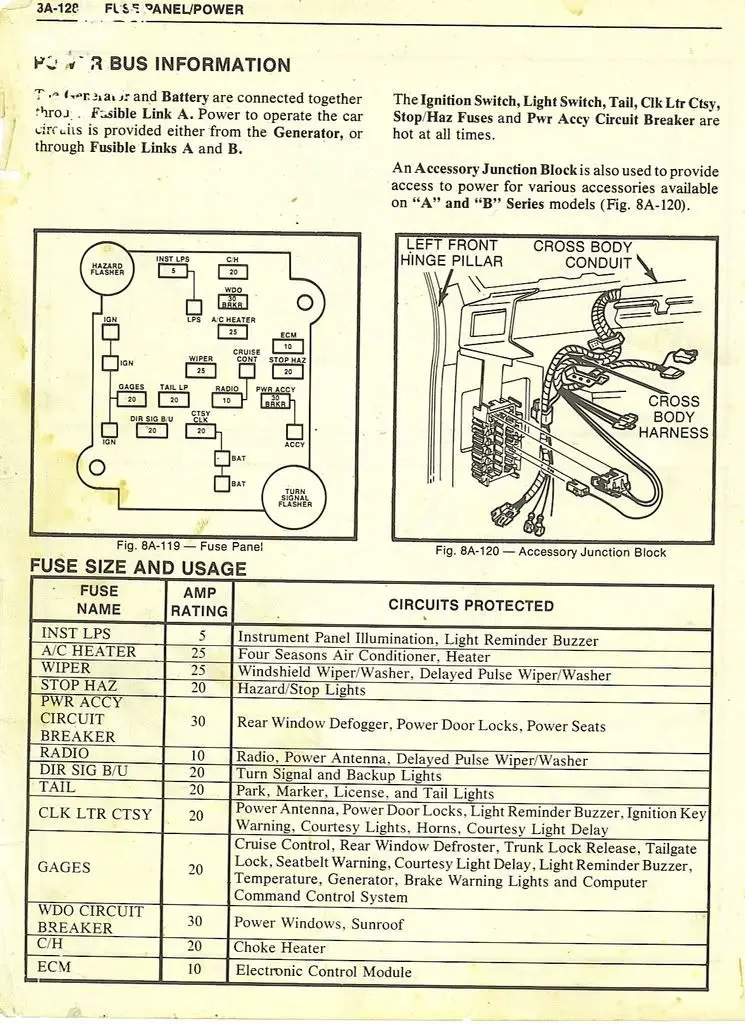 3A-128 FUSE PANEL/POWER
POWER BUS INFORMATION
The Generator and Battery are connected together
through Fusible Link A. Power to operate the car
circuits is provided either from the Generator, or
through Fusible Links A and B.
The Ignition Switch, Light Switch, Tail, Clk Ltr Ctsy,
Stop/Haz Fuses and Pwr Accy Circuit Breaker are
hot at all times.
An Accessory Junction Block is also used to provide
access to power for various accessories available
on “A” and “B” Series models (Fig. 8A-120).
HAZARD
FLASHER
INST LPS
5
LPS
C/H
20
WDO
30
BRKR
A/C HEATER
25
IGN
IGN
IGN
ECM
10
WIPER
25
CRUISE
CONT
STOP HAZ
20
GAGES
20
TAIL LP
20
RADIO
10
PWR ACCY
30
BRKR
DIR SIG B/U
20
CTSY
CLK
20
ACCY
BAT
BAT
TURN
SIGNAL
FLASHER
Fig. 8A-119 — Fuse Panel
LEFT FRONT
HINGE PILLAR
CROSS BODY
CONDUIT
CROSS
BODY
HARNESS
Fig. 8A-120 — Accessory Junction Block
FUSE SIZE AND USAGE
FUSE
NAME
AMP
RATING
CIRCUITS PROTECTED
INST LPS 5 Instrument Panel Illumination, Light Reminder Buzzer
A/C HEATER 25 Four Seasons Air Conditioner, Heater
WIPER 25 Windshield Wiper/Washer, Delayed Pulse Wiper/Washer
STOP HAZ 20 Hazard/Stop Lights
PWR ACCY
CIRCUIT
BREAKER
30 Rear Window Defogger, Power Door Locks, Power Seats
RADIO 10 Radio, Power Antenna, Delayed Pulse Wiper/Washer
DIR SIG B/U 20 Turn Signal and Backup Lights
TAIL 20 Park, Marker, License, and Tail Lights
CLK LTR CTSY 20 Power Antenna, Power Door Locks, Light Reminder Buzzer, Ignition Key
Warning, Courtesy Lights, Horns, Courtesy Light Delay
GAGES 20 Cruise Control, Rear Window Defroster, Trunk Lock Release, Tailgate
Lock, Seatbelt Warning, Courtesy Light Delay, Light Reminder Buzzer,
Temperature, Generator, Brake Warning Lights and Computer
Command Control System
WDO CIRCUIT
BREAKER
30 Power Windows, Sunroof
C/H 20 Choke Heater
ECM 10 Electronic Control Module